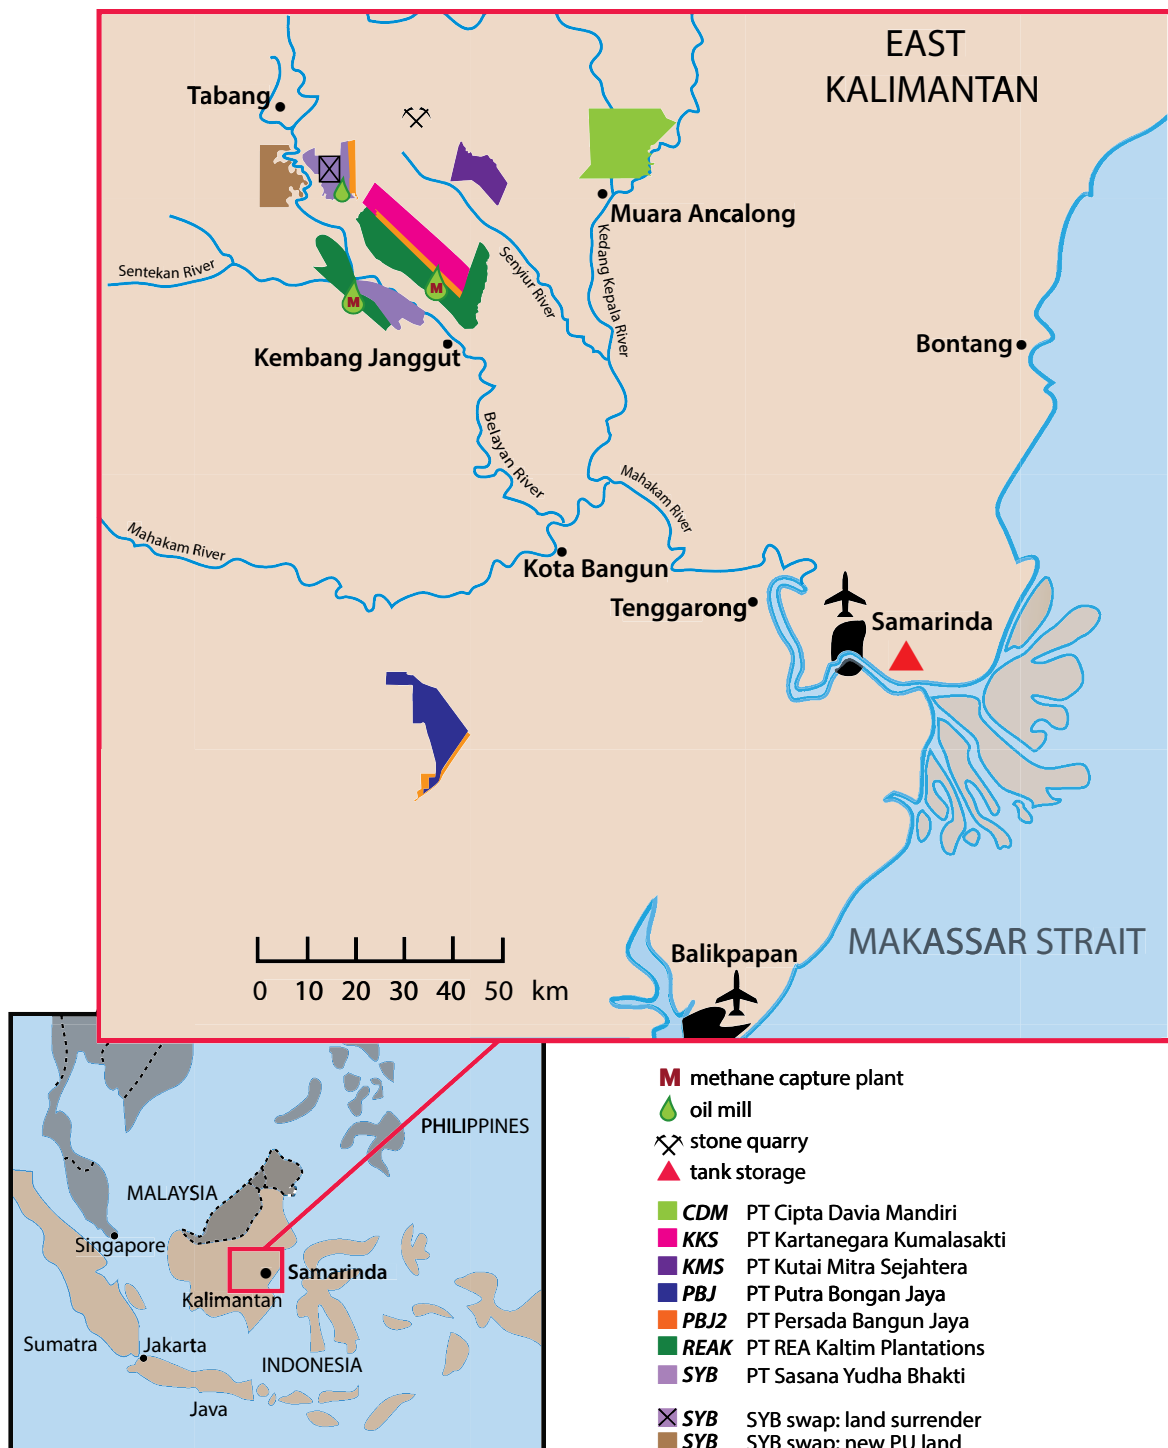 EAST
KALIMANTAN
Tabang
Muara Ancalong
Sentekan River
Senyiur River
Kedang Kepala River
Bontang
Kembang Janggut
Belayan River
Mahakam River
Mahakam River
Kota Bangun
Tenggarong
Samarinda
MAKASSAR STRAIT
Balikpapan
0 10 20 30 40 50 km
M
M
M methane capture plant
oil mill
stone quarry
tank storage
CDM PT Cipta Davia Mandiri
KKS PT Kartanegara Kumalasakti
KMS PT Kutai Mitra Sejahtera
PBJ PT Putra Bongan Jaya
PBJ2 PT Persada Bangun Jaya
REAK PT REA Kaltim Plantations
SYB PT Sasana Yudha Bhakti
SYB SYB swap: land surrender
SYB SYB swap: new PU land
PHILIPPINES
MALAYSIA
Singapore
Samarinda
Kalimantan
Sumatra
Jakarta
INDONESIA
Java